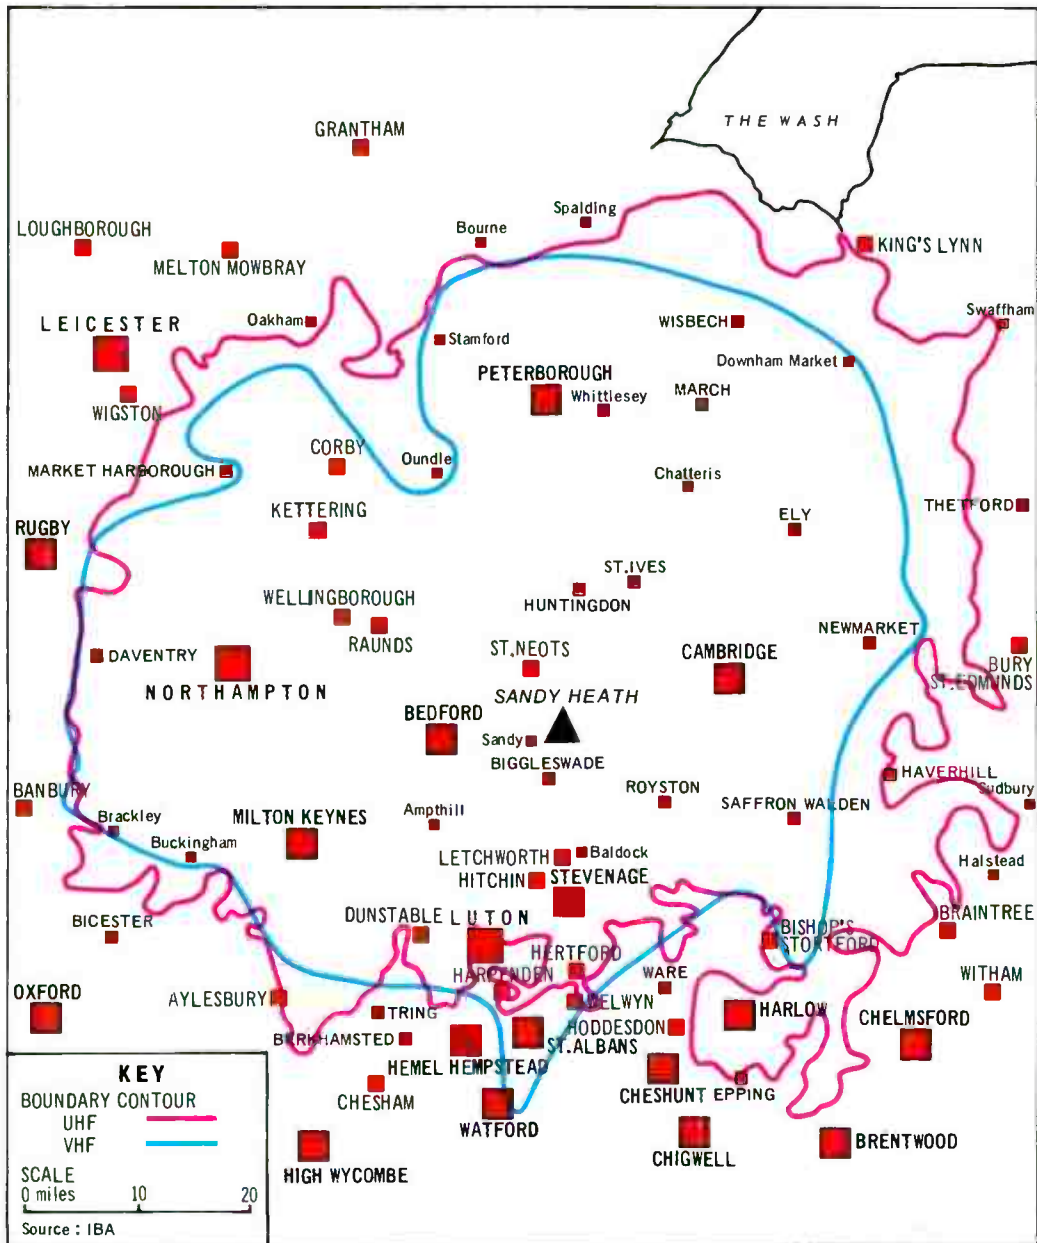 THE WASH
GRANTHAM
Spalding
Bourne
LOUGHBOROUGH
MELTON MOWBRAY
KING'S LYNN
LEICESTER
Oakham
Stamford
WISBECH
Swaffham
Downham Market
WIGSTON
PETERBOROUGH
Whittlesey
MARCH
MARKET HARBOROUGH
CORBY
Oundle
Chatteris
THETFORD
KETTERING
ELY
RUGBY
WELLINGBOROUGH
RAUNDS
HUNTINGDON
ST.IVES
DAVENTRY
NORTHAMPTON
ST.NEOTS
CAMBRIDGE
NEWMARKET
BURY
ST.EDMUNDS
SANDY HEATH
BEDFORD
Sandy
BIGGLESWADE
BANBURY
Brackley
MILTON KEYNES
Ampthill
ROYSTON
SAFFRON WALDEN
HAVERHILL
Sudbury
Buckingham
LETCHWORTH
Baldock
HITCHIN
STEVENAGE
Halstead
BICESTER
DUNSTABLE
LUTON
HERTFORD
BISHOP'S
STORTFORD
BRAINTREE
HARPENDEN
WARE
WITHAM
OXFORD
AYLESBURY
TRING
WELWYN
HARLOW
BERKHAMSTED
HODDESDON
CHELMSFORD
HEMEL HEMPSTEAD
ST.ALBANS
CHESHAM
CHESHUNT
EPPING
WATFORD
CHIGWELL
BRENTWOOD
HIGH WYCOMBE
KEY
BOUNDARY CONTOUR
UHF
VHF
SCALE
0 miles 10 20
Source : IBA